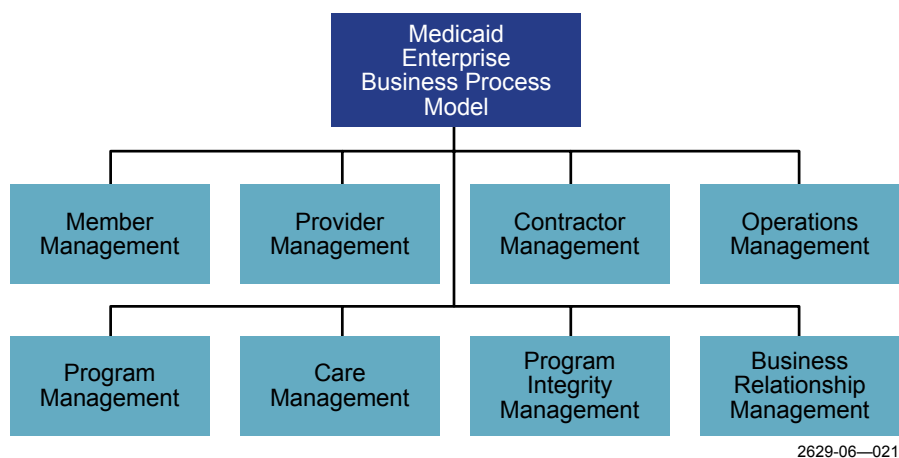 Medicaid
Enterprise
Business Process
Model
Member
Management
Provider
Management
Contractor
Management
Operations
Management
Program
Management
Care
Management
Program
Integrity
Management
Business
Relationship
Management
2629-06—021